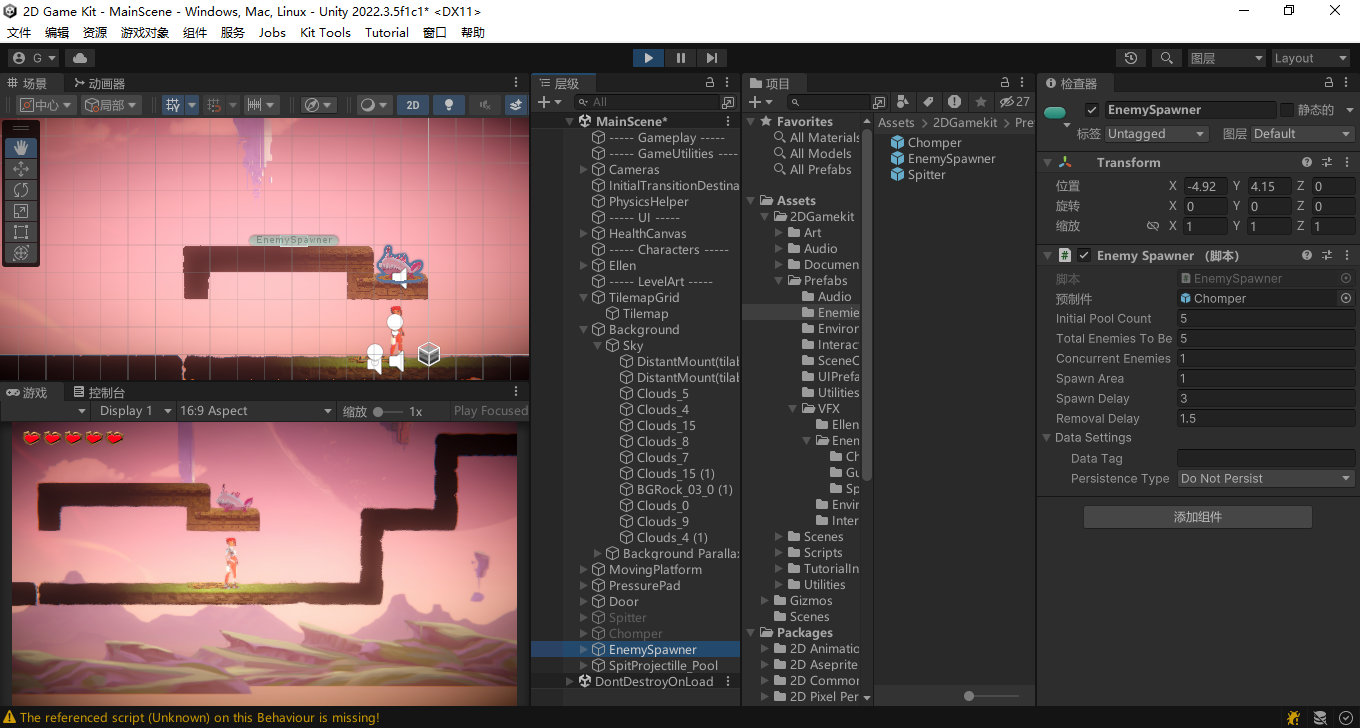 2D Game Kit - MainScene - Windows, Mac, Linux - Unity 2022.3.5f1c1* <DX11>
文件 编辑 资源 游戏对象 组件 服务 Jobs Kit Tools Tutorial 窗口 帮助
G
图层 Layout
场景 动画器
中心 局部 2D
EnemySpawner
游戏 控制台
Display 1 16:9 Aspect 缩放 1x Play Focused
层级
All
MainScene*
----- Gameplay -----
----- GameUtilities ----
Cameras
InitialTransitionDestina
PhysicsHelper
----- UI -----
HealthCanvas
----- Characters -----
Ellen
----- LevelArt -----
TilemapGrid
Tilemap
Background
Sky
DistantMount(tilab
DistantMount(tilab
Clouds_5
Clouds_4
Clouds_15
Clouds_8
Clouds_7
Clouds_15 (1)
BGRock_03_0 (1)
Clouds_0
Clouds_9
Clouds_4 (1)
Background Paralla
MovingPlatform
PressurePad
Door
Spitter
Chomper
EnemySpawner
SpitProjectille_Pool
DontDestroyOnLoad
项目
27
Favorites
All Materials
All Models
All Prefabs
Assets
2DGamekit
Art
Audio
Documen
Prefabs
Audio
Enemie
Enviror
Interac
SceneC
UIPrefa
Utilities
VFX
Ellen
Enem
Ch
Gu
Sp
Envir
Inter
Scenes
Scripts
TutorialIn
Utilities
Gizmos
Scenes
Packages
2D Animatio
2D Aseprite
2D Common
2D Pixel Per
Assets > 2DGamekit > Pre
Chomper
EnemySpawner
Spitter
检查器
EnemySpawner 静态的
标签 Untagged 图层 Default
Transform
位置 X -4.92 Y 4.15 Z 0
旋转 X 0 Y 0 Z 0
缩放 X 1 Y 1 Z 1
Enemy Spawner （脚本）
脚本 EnemySpawner
预制件 Chomper
Initial Pool Count 5
Total Enemies To Be 5
Concurrent Enemies 1
Spawn Area 1
Spawn Delay 3
Removal Delay 1.5
Data Settings
Data Tag
Persistence Type Do Not Persist
添加组件
The referenced script (Unknown) on this Behaviour is missing!